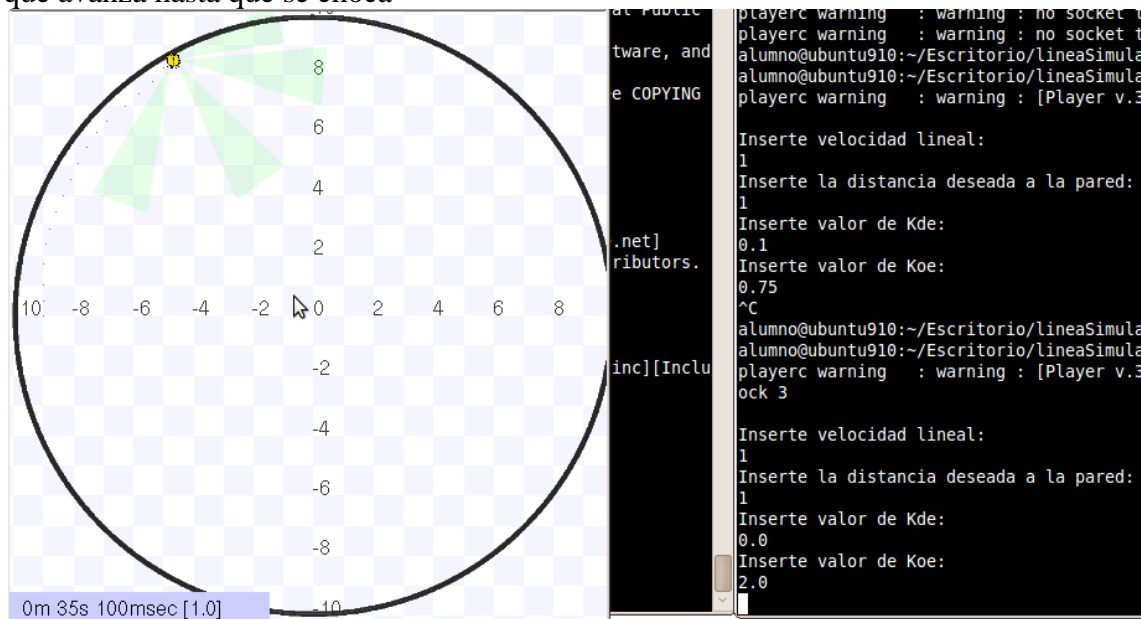 que avanza hasta que se choca
8
6
4
2
10 -8 -6 -4 -2 0 2 4 6 8
-2
-4
-6
-8
-10
0m 35s 100msec [1.0]
at Public
tware, and
e COPYING
.net]
ributors.
inc][Inclu
playerc warning : warning : no socket t
playerc warning : warning : no socket t
alumno@ubuntu910:~/Escritorio/lineaSimula
alumno@ubuntu910:~/Escritorio/lineaSimula
playerc warning : warning : [Player v.3
Inserte velocidad lineal:
1
Inserte la distancia deseada a la pared:
1
Inserte valor de Kde:
0.1
Inserte valor de Koe:
0.75
^C
alumno@ubuntu910:~/Escritorio/lineaSimula
alumno@ubuntu910:~/Escritorio/lineaSimula
playerc warning : warning : [Player v.3
ock 3
Inserte velocidad lineal:
1
Inserte la distancia deseada a la pared:
1
Inserte valor de Kde:
0.0
Inserte valor de Koe:
2.0